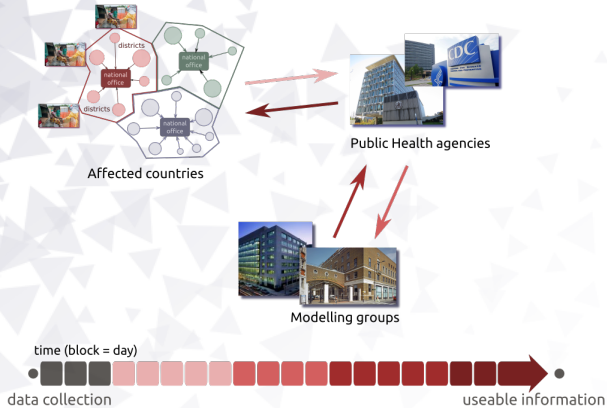 districts
national
office
national
office
districts
national
office
CDC
Affected countries
Public Health agencies
Modelling groups
time (block = day)
data collection
useable information